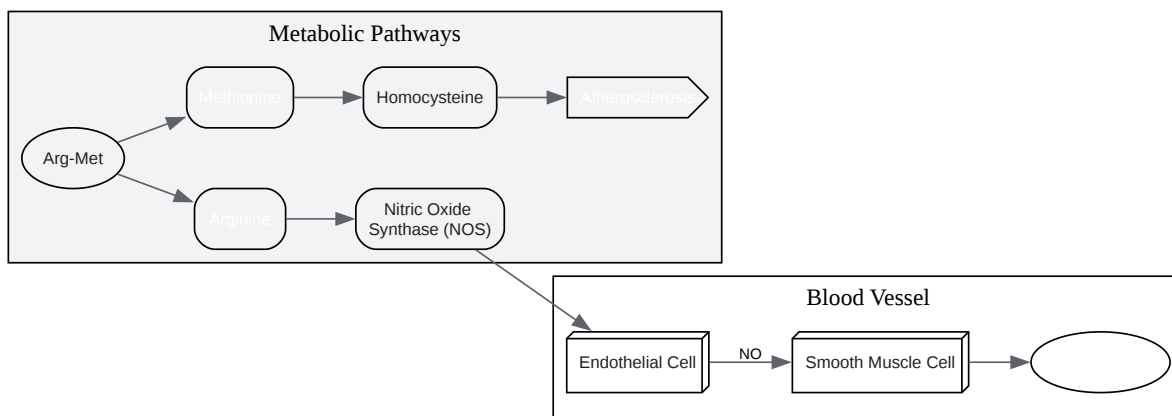 Metabolic Pathways
Methionine
Homocysteine
Atherosclerosis
Arg-Met
Arginine
Nitric Oxide
Synthase (NOS)
Blood Vessel
Endothelial Cell
NO
Smooth Muscle Cell